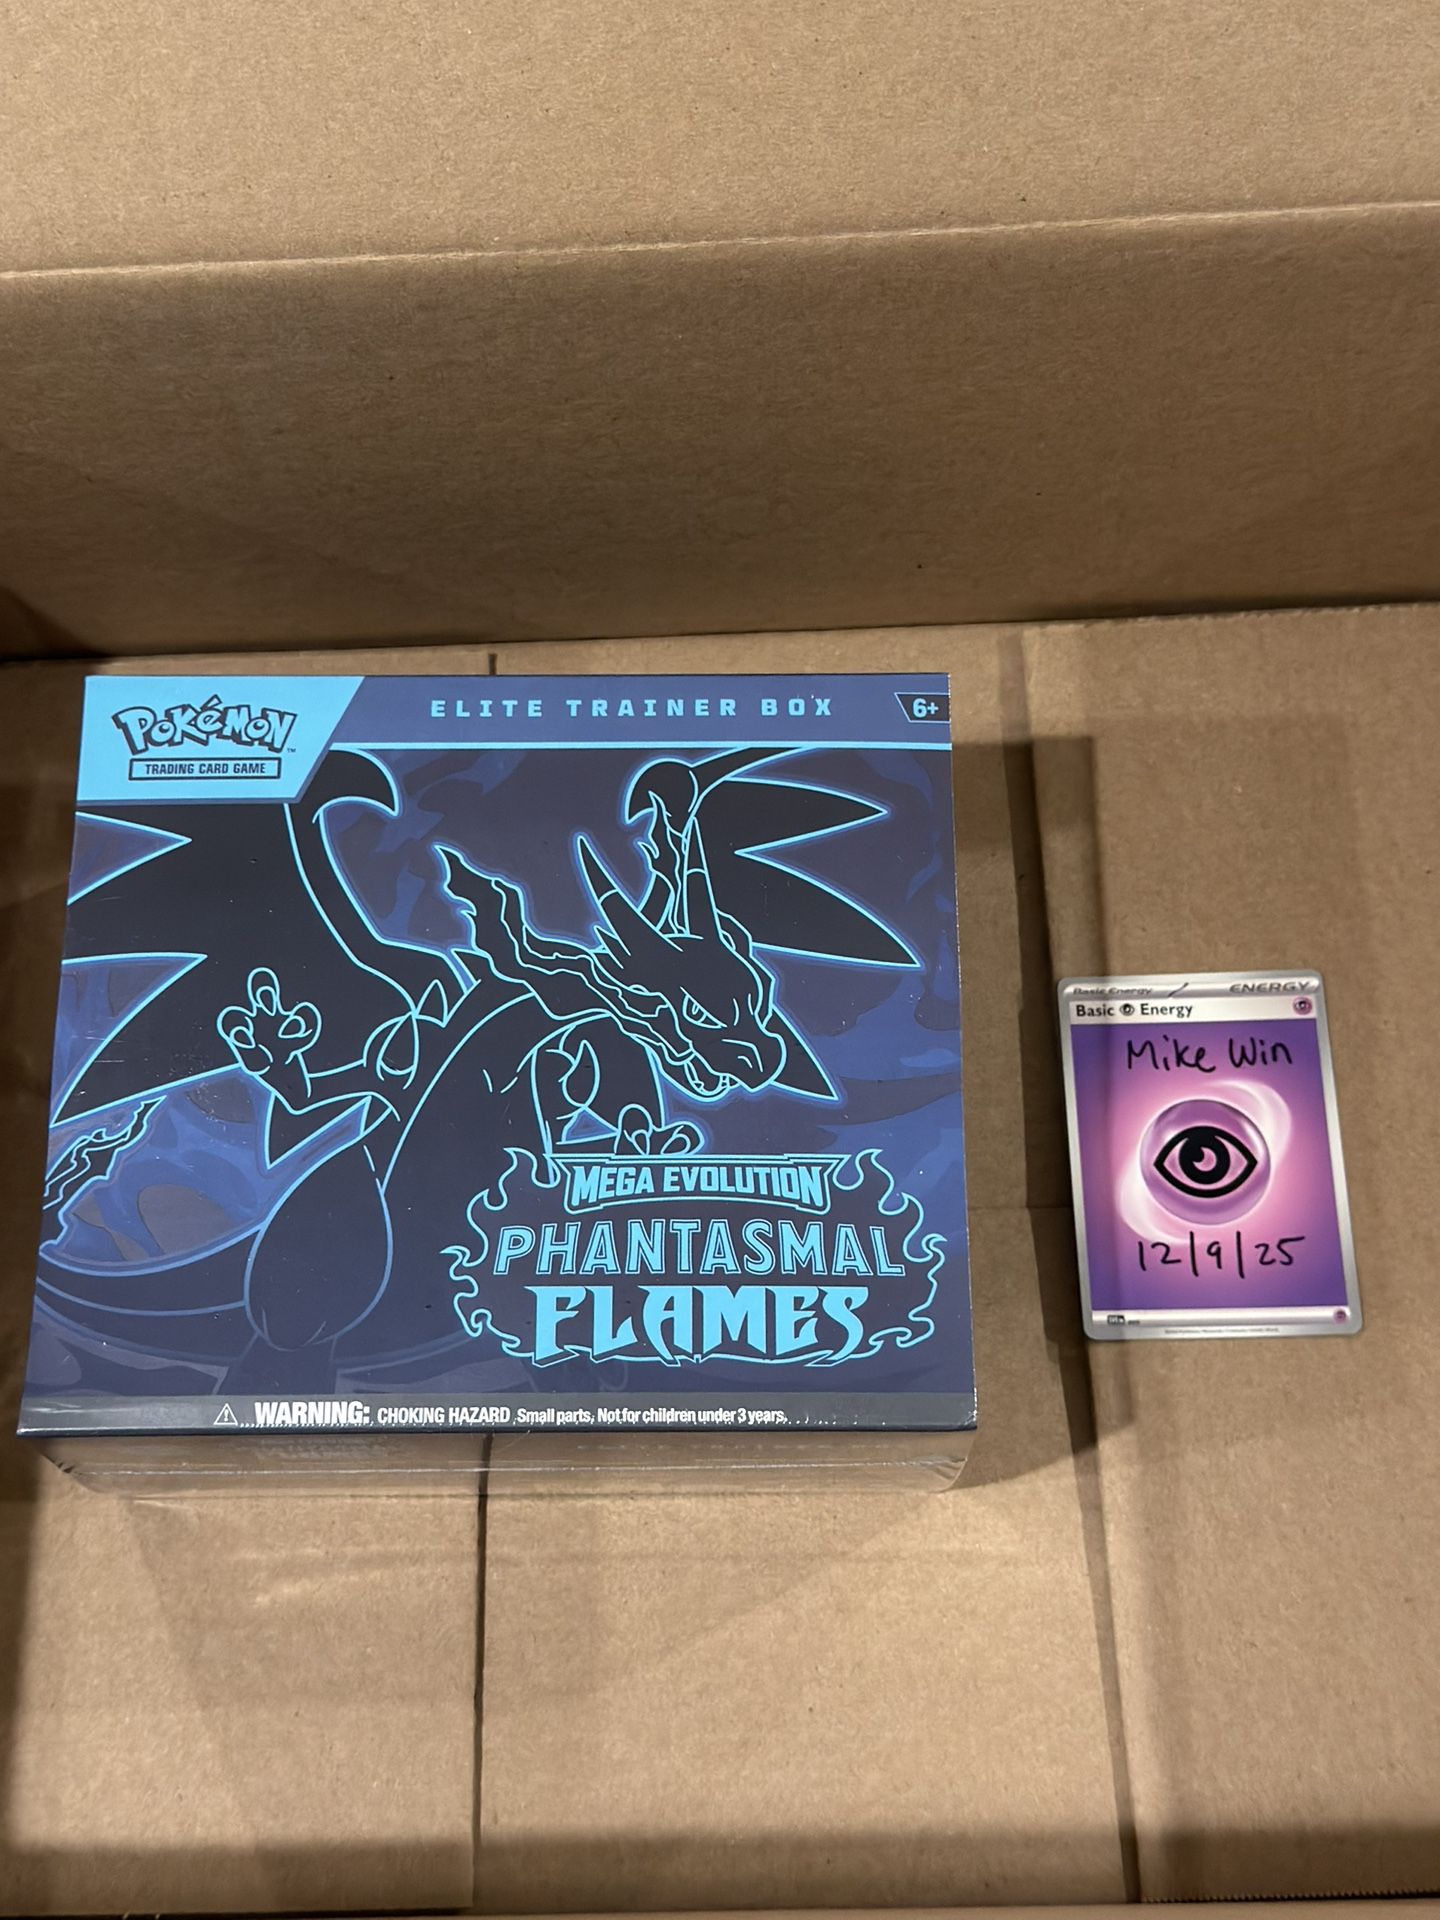 POKéMON™
TRADING CARD GAME
ELITE TRAINER BOX
6+
MEGA EVOLUTION
PHANTASMAL
FLAMES
WARNING: CHOKING HAZARD Small parts, Not for children under 3 years.
Basic Energy ENERGY
Basic Energy
Mike Win
12/9/25